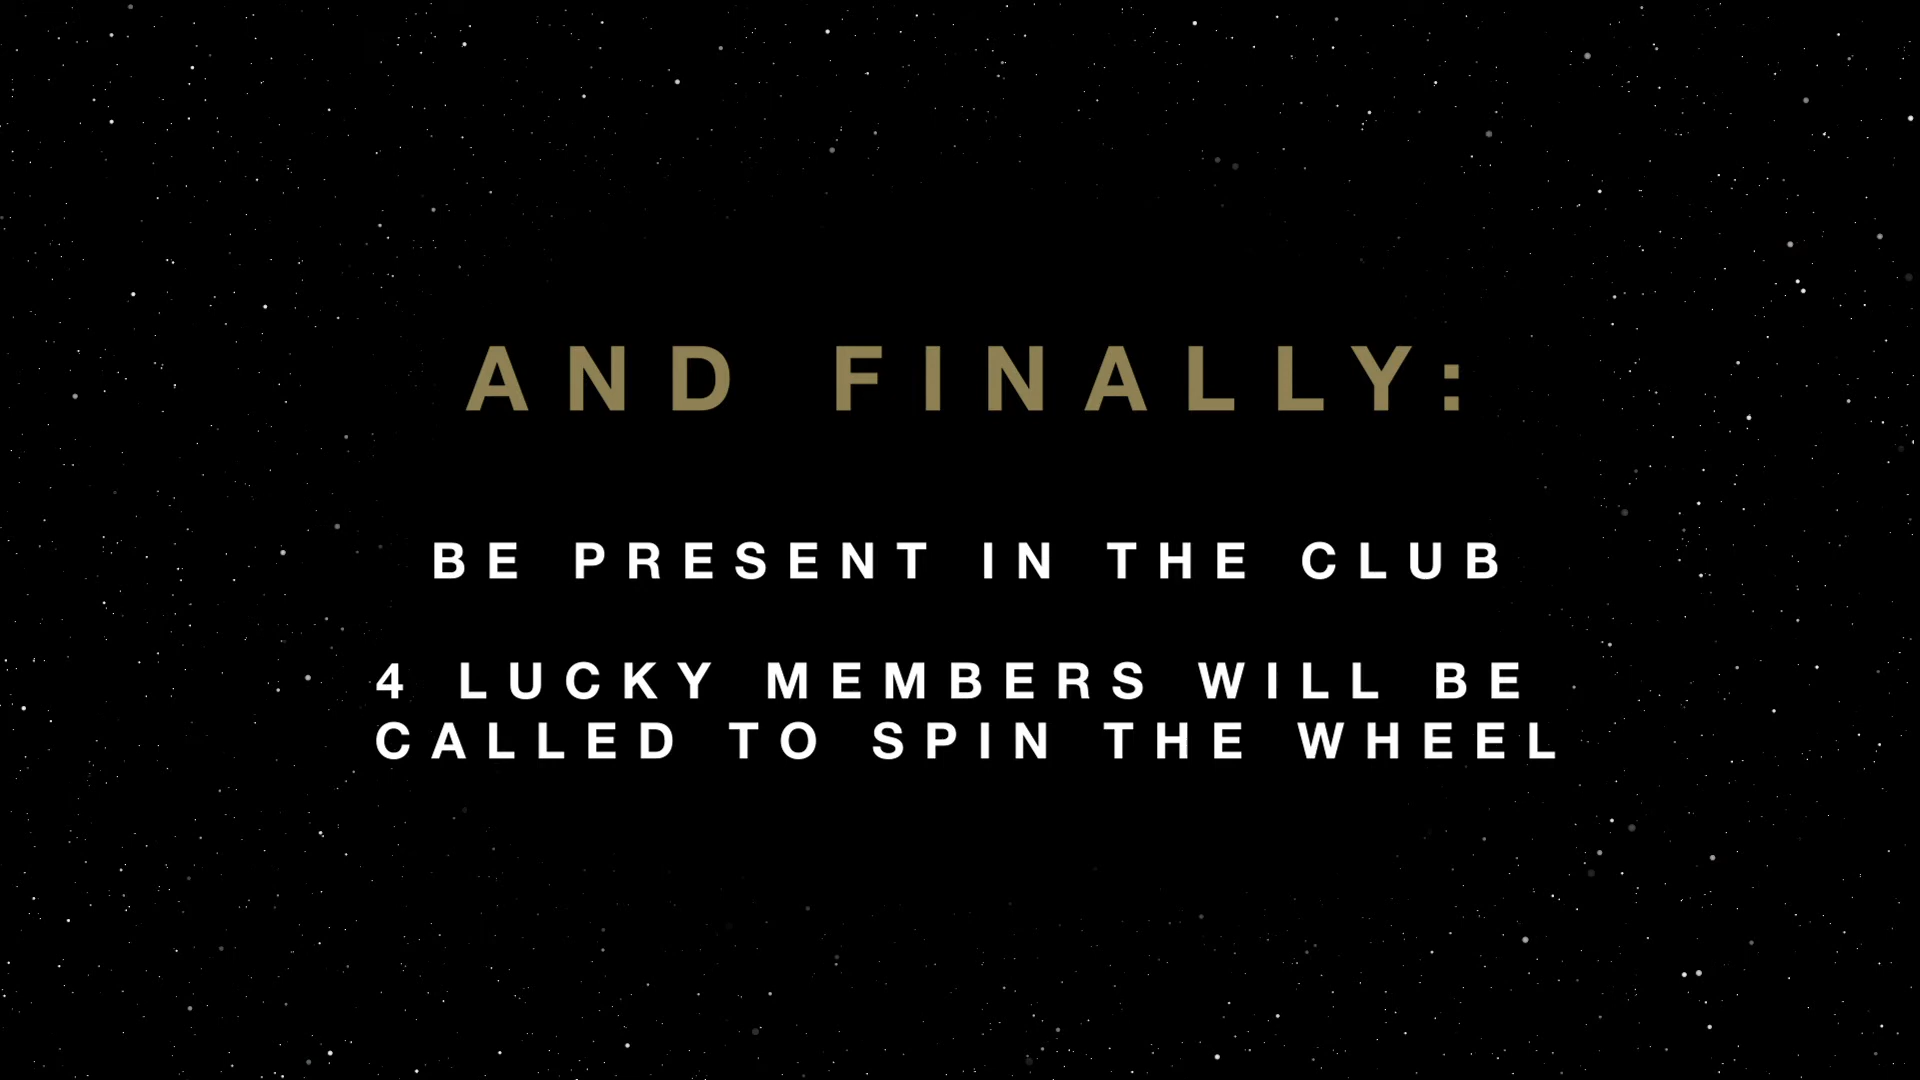 AND FINALLY:
BE PRESENT IN THE CLUB
4 LUCKY MEMBERS WILL BE
CALLED TO SPIN THE WHEEL